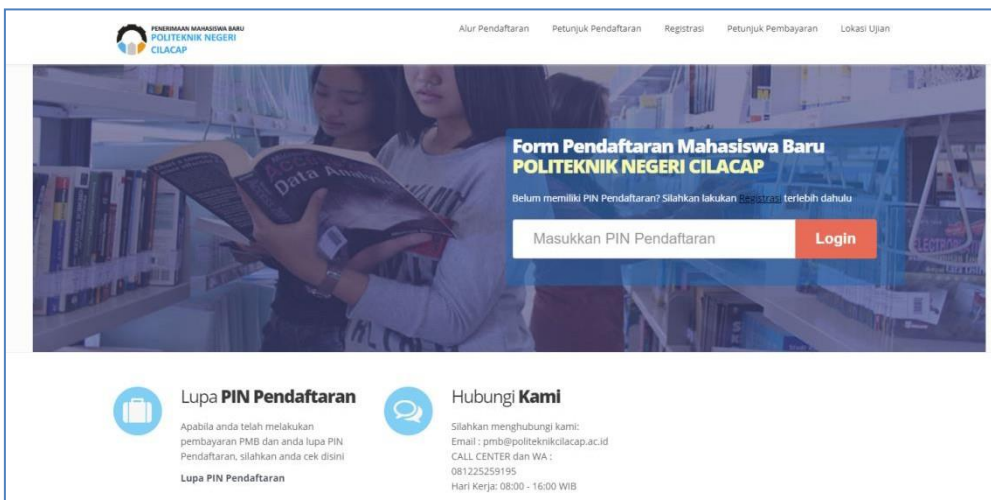 PENERIMAAN MAHASISWA BARU
POLITEKNIK NEGERI
CILACAP
Alur Pendaftaran Petunjuk Pendaftaran Registrasi Petunjuk Pembayaran Lokasi Ujian
Data Analysis
Form Pendaftaran Mahasiswa Baru
POLITEKNIK NEGERI CILACAP
Belum memiliki PIN Pendaftaran? Silahkan lakukan Registrasi terlebih dahulu
Masukkan PIN Pendaftaran Login
Lupa PIN Pendaftaran
Apabila anda telah melakukan
pembayaran PMB dan anda lupa PIN
Pendaftaran, silahkan anda cek disini
Lupa PIN Pendaftaran
Hubungi Kami
Silahkan menghubungi kami:
Email : pmb@politeknikcilacap.ac.id
CALL CENTER dan WA :
081225259195
Hari Kerja: 08:00 - 16:00 WIB